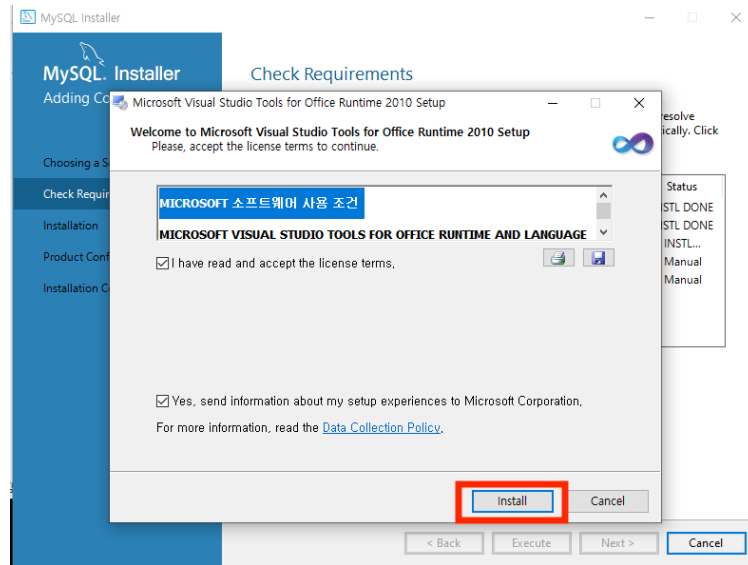 MySQL Installer
MySQL. Installer
Adding Co
Check Requirements
Microsoft Visual Studio Tools for Office Runtime 2010 Setup
Welcome to Microsoft Visual Studio Tools for Office Runtime 2010 Setup
Please, accept the license terms to continue.
resolve
ically. Click
Choosing a S
Check Requir
Installation
Product Conf
Installation C
MICROSOFT 소프트웨어 사용 조건
MICROSOFT VISUAL STUDIO TOOLS FOR OFFICE RUNTIME AND LANGUAGE
I have read and accept the license terms,
Status
STL DONE
STL DONE
INSTL...
Manual
Manual
Yes, send information about my setup experiences to Microsoft Corporation,
For more information, read the Data Collection Policy,
Install
Cancel
< Back
Execute
Next >
Cancel